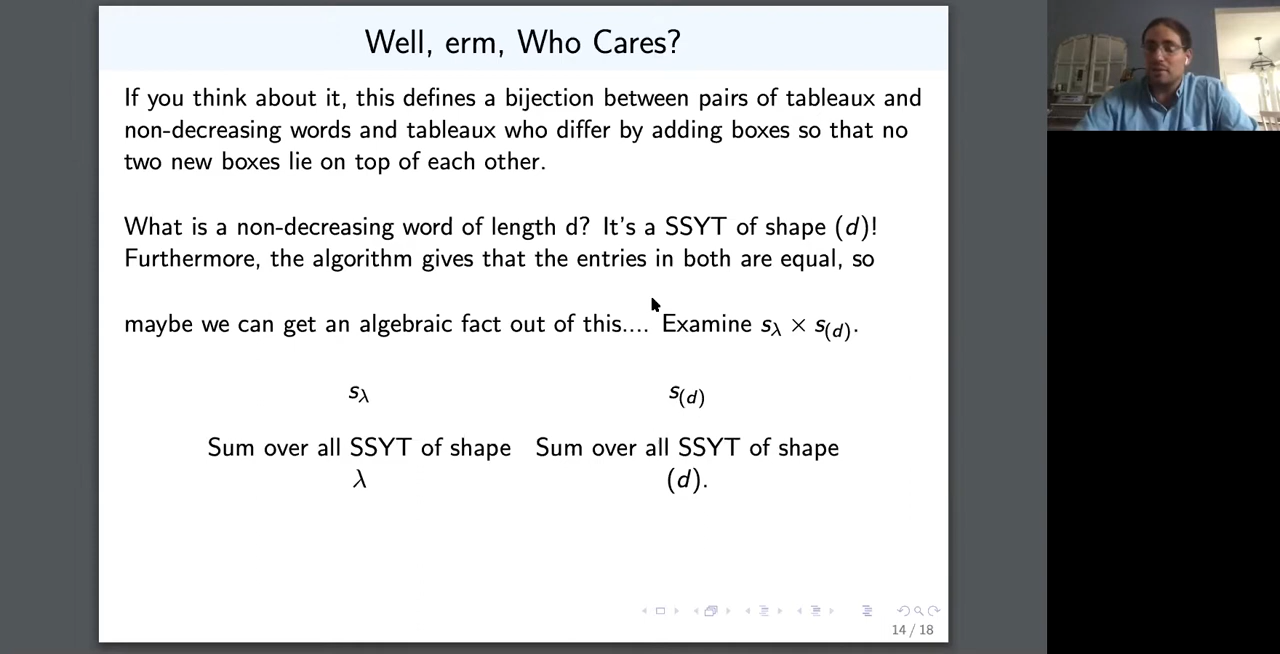 Well, erm, Who Cares?
If you think about it, this defines a bijection between pairs of tableaux and
non-decreasing words and tableaux who differ by adding boxes so that no
two new boxes lie on top of each other.
What is a non-decreasing word of length d? It's a SSYT of shape (d)!
Furthermore, the algorithm gives that the entries in both are equal, so
maybe we can get an algebraic fact out of this.... Examine s_λ × s_(d).
s_λ
Sum over all SSYT of shape
λ
s_(d)
Sum over all SSYT of shape
(d).
14 / 18